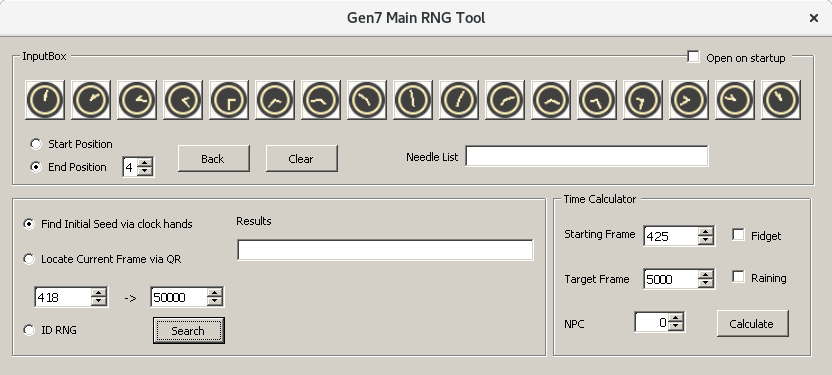 Gen7 Main RNG Tool
×
InputBox
Open on startup
Start Position
End Position 4 Back Clear Needle List
Find Initial Seed via clock hands
Results
Locate Current Frame via QR
418 -> 50000
ID RNG Search
Time Calculator
Starting Frame 425 Fidget
Target Frame 5000 Raining
NPC 0 Calculate